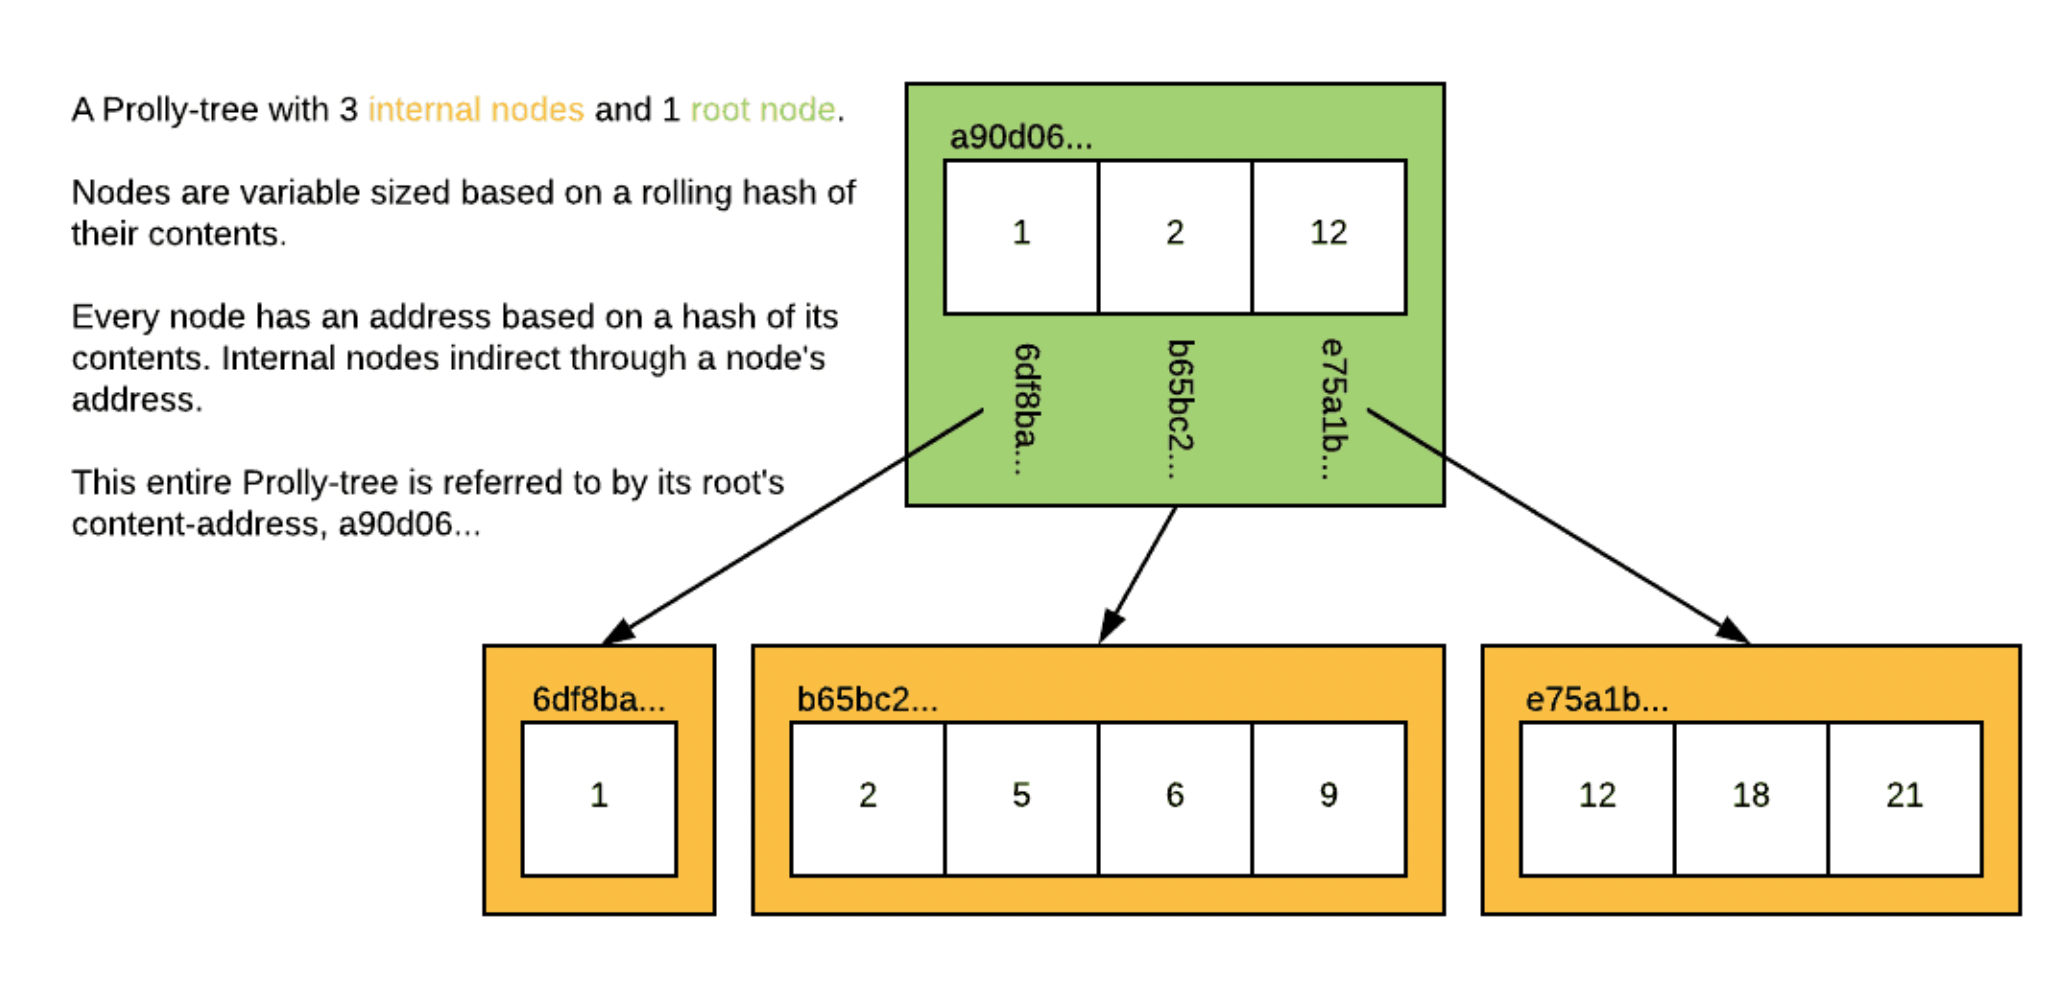 A Prolly-tree with 3 internal nodes and 1 root node.
Nodes are variable sized based on a rolling hash of
their contents.
Every node has an address based on a hash of its
contents. Internal nodes indirect through a node's
address.
This entire Prolly-tree is referred to by its root's
content-address, a90d06...
a90d06...
1 2 12
6df8ba...
b65bc2...
e75a1b...
6df8ba...
1
b65bc2...
2 5 6 9
e75a1b...
12 18 21